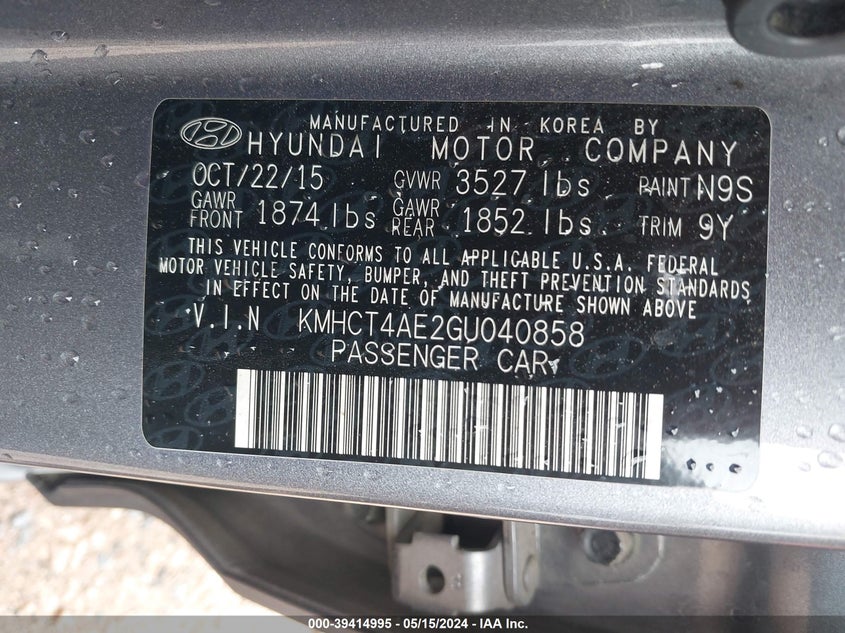 MANUFACTURED IN KOREA BY
HYUNDAI MOTOR COMPANY
OCT/22/15 GVWR 3527 lbs PAINT N9S
GAWR FRONT 1874 lbs GAWR REAR 1852 lbs TRIM 9Y
THIS VEHICLE CONFORMS TO ALL APPLICABLE U.S.A. FEDERAL
MOTOR VEHICLE SAFETY, BUMPER, AND THEFT PREVENTION STANDARDS
IN EFFECT ON THE DATE OF MANUFACTURE SHOWN ABOVE
V.I.N KMHCT4AE2GU040858
PASSENGER CAR
000-39414995 - 05/15/2024 - IAA Inc.